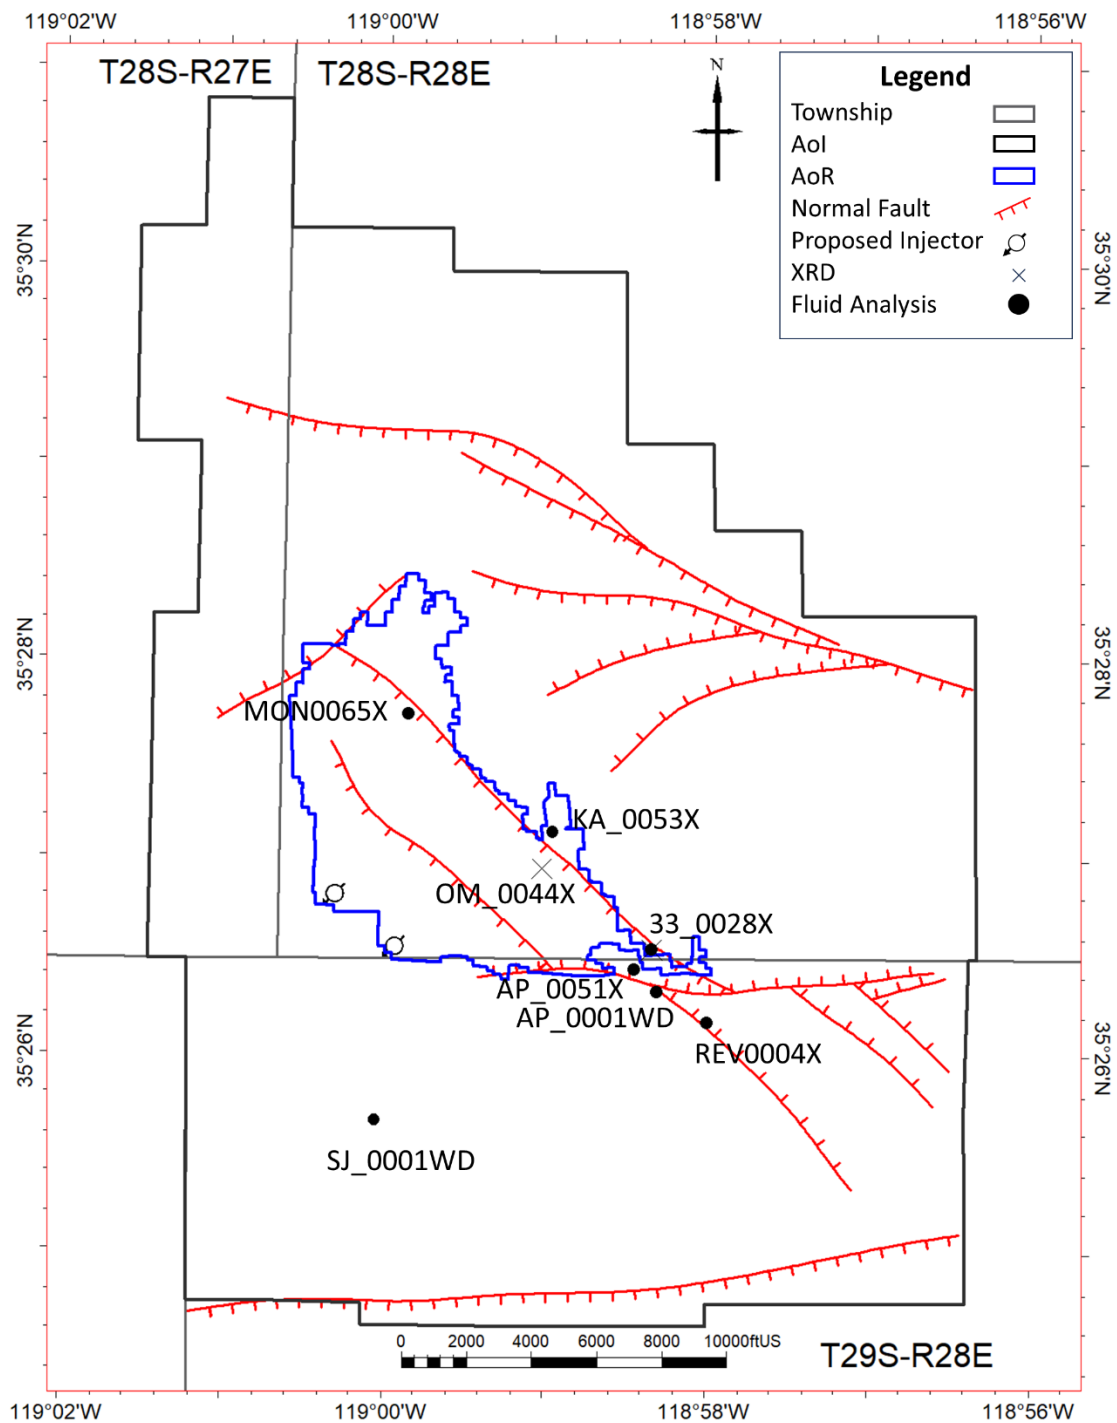 119°02'W 119°00'W 118°58'W 118°56'W
T28S-R27E T28S-R28E
N
Legend
Township
AoI
AoR
Normal Fault
Proposed Injector
XRD
Fluid Analysis
35°30'N 35°30'N
35°28'N 35°28'N
MON0065X
KA_0053X
OM_0044X
33_0028X
AP_0051X
AP_0001WD
REV0004X
35°26'N 35°26'N
SJ_0001WD
0 2000 4000 6000 8000 10000ftUS
T29S-R28E
119°02'W 119°00'W 118°58'W 118°56'W